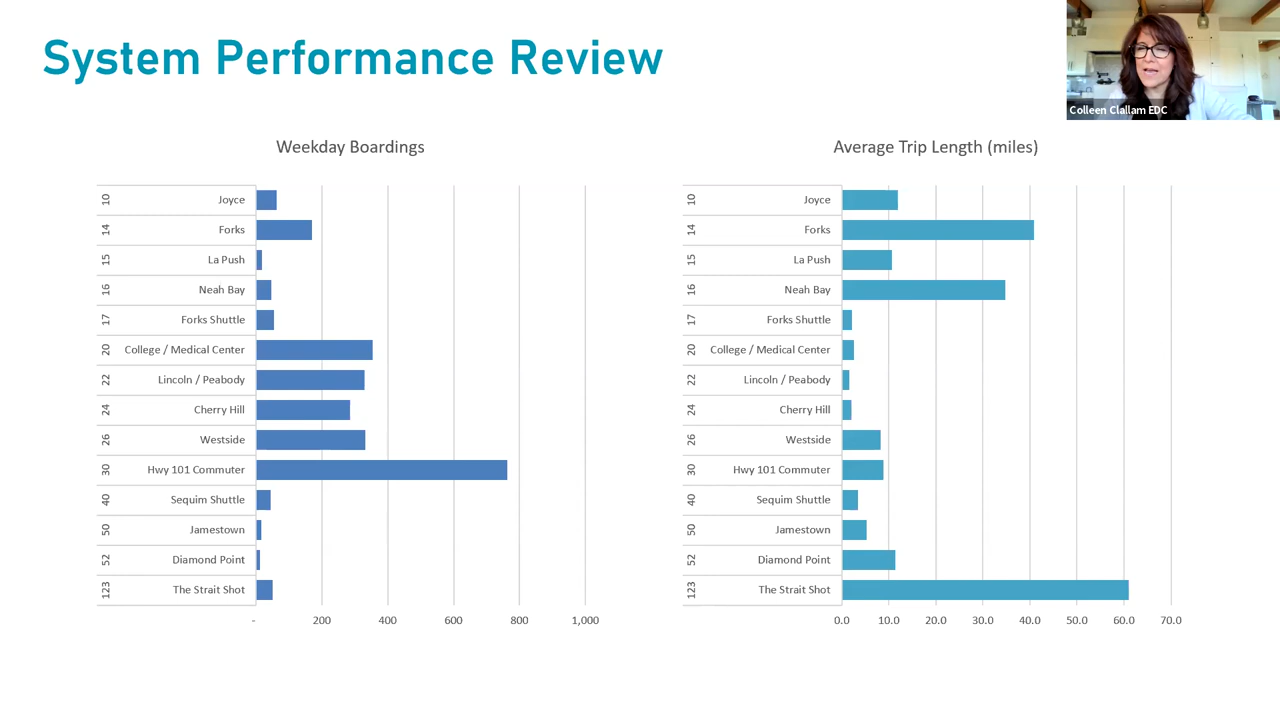 System Performance Review
Colleen Clallam EDC
Weekday Boardings
10 Joyce
14 Forks
15 La Push
16 Neah Bay
17 Forks Shuttle
20 College / Medical Center
22 Lincoln / Peabody
24 Cherry Hill
26 Westside
30 Hwy 101 Commuter
40 Sequim Shuttle
50 Jamestown
52 Diamond Point
123 The Strait Shot
- 200 400 600 800 1,000
Average Trip Length (miles)
10 Joyce
14 Forks
15 La Push
16 Neah Bay
17 Forks Shuttle
20 College / Medical Center
22 Lincoln / Peabody
24 Cherry Hill
26 Westside
30 Hwy 101 Commuter
40 Sequim Shuttle
50 Jamestown
52 Diamond Point
123 The Strait Shot
0.0 10.0 20.0 30.0 40.0 50.0 60.0 70.0